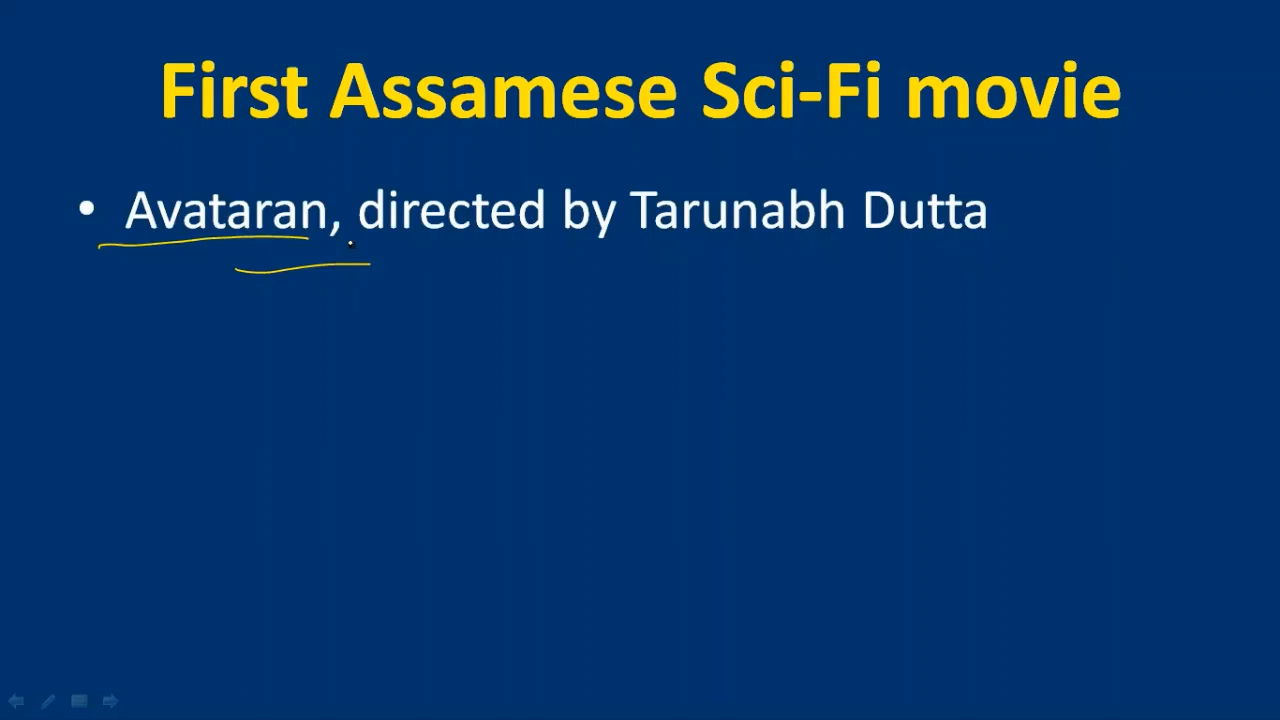 First Assamese Sci-Fi movie
• Avataran, directed by Tarunabh Dutta